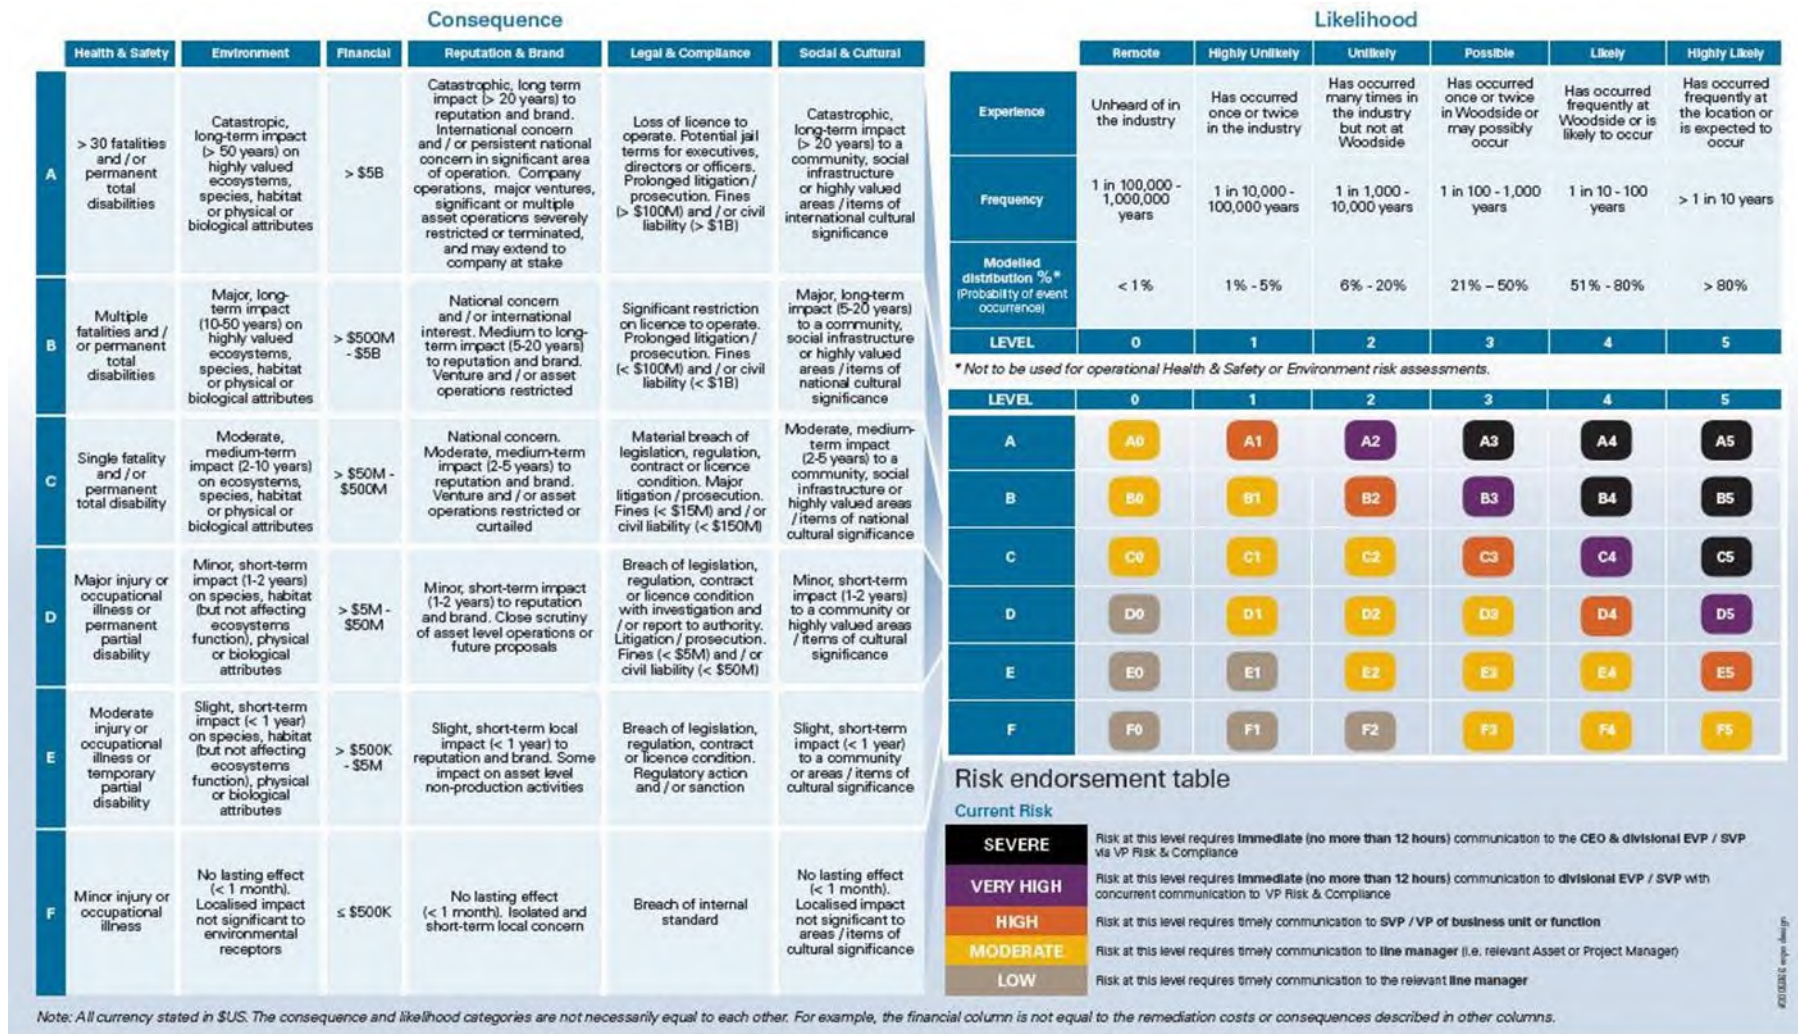 Consequence
Health & Safety
Environment
Financial
Reputation & Brand
Legal & Compliance
Social & Cultural
A
> 30 fatalities
and / or
permanent
total
disabilities
Catastropic,
long-term impact
(> 50 years) on
highly valued
ecosystems,
species, habitat
or physical or
biological attributes
> $5B
Catastrophic, long term
impact (> 20 years) to
reputation and brand.
International concern
and / or persistent national
concern in significant area
of operation. Company
operations, major ventures,
significant or multiple
asset operations severely
restricted or terminated,
and may extend to
company at stake
Loss of licence to
operate. Potential jail
terms for executives,
directors or officers.
Prolonged litigation /
prosecution. Fines
(> $100M) and / or civil
liability (> $1B)
Catastrophic,
long-term impact
(> 20 years) to a
community, social
infrastructure
or highly valued
areas / items of
international cultural
significance
B
Multiple
fatalities and /
or permanent
total
disabilities
Major, long-
term impact
(10-50 years) on
highly valued
ecosystems,
species, habitat
or physical or
biological attributes
> $500M
- $5B
National concern
and / or international
interest. Medium to long-
term impact (5-20 years)
to reputation and brand.
Venture and / or asset
operations restricted
Significant restriction
on licence to operate.
Prolonged litigation /
prosecution. Fines
(< $100M) and / or civil
liability (< $1B)
Major, long-term
impact (5-20 years)
to a community,
social infrastructure
or highly valued
areas / items of
national cultural
significance
C
Single fatality
and / or
permanent
total disability
Moderate,
medium-term
impact (2-10 years)
on ecosystems,
species, habitat
or physical or
biological attributes
> $50M -
$500M
National concern.
Moderate, medium-term
impact (2-5 years) to
reputation and brand.
Venture and / or asset
operations restricted or
curtailed
Material breach of
legislation, regulation,
contract or licence
condition. Major
litigation / prosecution.
Fines (< $15M) and / or
civil liability (< $150M)
Moderate, medium-
term impact
(2-5 years) to a
community, social
infrastructure or
highly valued areas
/ items of national
cultural significance
D
Major injury or
occupational
illness or
permanent
partial
disability
Minor, short-term
impact (1-2 years)
on species, habitat
(but not affecting
ecosystems
function), physical
or biological
attributes
> $5M -
$50M
Minor, short-term impact
(1-2 years) to reputation
and brand. Close scrutiny
of asset level operations or
future proposals
Breach of legislation,
regulation, contract
or licence condition
with investigation and
/ or report to authority.
Litigation / prosecution.
Fines (< $5M) and / or
civil liability (< $50M)
Minor, short-term
impact (1-2 years)
to a community or
highly valued areas
/ items of cultural
significance
E
Moderate
injury or
occupational
illness or
temporary
partial
disability
Slight, short-term
impact (< 1 year)
on species, habitat
(but not affecting
ecosystems
function), physical
or biological
attributes
> $500K
- $5M
Slight, short-term local
impact (< 1 year) to
reputation and brand. Some
impact on asset level
non-production activities
Breach of legislation,
regulation, contract
or licence condition.
Regulatory action
and / or sanction
Slight, short-term
impact (< 1 year)
to a community
or areas / items of
cultural significance
F
Minor injury or
occupational
illness
No lasting effect
(< 1 month).
Localised impact
not significant to
environmental
receptors
≤ $500K
No lasting effect
(< 1 month). Isolated and
short-term local concern
Breach of internal
standard
No lasting effect
(< 1 month).
Localised impact
not significant to
areas / items of
cultural significance
Likelihood
Remote
Highly Unlikely
Unlikely
Possible
Likely
Highly Likely
Experience
Unheard of in
the industry
Has occurred
once or twice
in the industry
Has occurred
many times in
the industry
but not at
Woodside
Has occurred
once or twice
in Woodside or
may possibly
occur
Has occurred
frequently at
Woodside or is
likely to occur
Has occurred
frequently at
the location or
is expected to
occur
Frequency
1 in 100,000 -
1,000,000
years
1 in 10,000 -
100,000 years
1 in 1,000 -
10,000 years
1 in 100 - 1,000
years
1 in 10 - 100
years
> 1 in 10 years
Modelled
distribution %*
(Probability of event
occurrence)
< 1%
1% - 5%
6% - 20%
21% – 50%
51% - 80%
> 80%
LEVEL 0 1 2 3 4 5
* Not to be used for operational Health & Safety or Environment risk assessments.
LEVEL 0 1 2 3 4 5
A A0 A1 A2 A3 A4 A5
B B0 B1 B2 B3 B4 B5
C C0 C1 C2 C3 C4 C5
D D0 D1 D2 D3 D4 D5
E E0 E1 E2 E3 E4 E5
F F0 F1 F2 F3 F4 F5
Risk endorsement table
Current Risk
SEVERE
Risk at this level requires immediate (no more than 12 hours) communication to the CEO & divisional EVP / SVP
via VP Risk & Compliance
VERY HIGH
Risk at this level requires immediate (no more than 12 hours) communication to divisional EVP / SVP with
concurrent communication to VP Risk & Compliance
HIGH
Risk at this level requires timely communication to SVP / VP of business unit or function
MODERATE
Risk at this level requires timely communication to line manager (i.e. relevant Asset or Project Manager)
LOW
Risk at this level requires timely communication to the relevant line manager
Note: All currency stated in $US. The consequence and likelihood categories are not necessarily equal to each other. For example, the financial column is not equal to the remediation costs or consequences described in other columns.